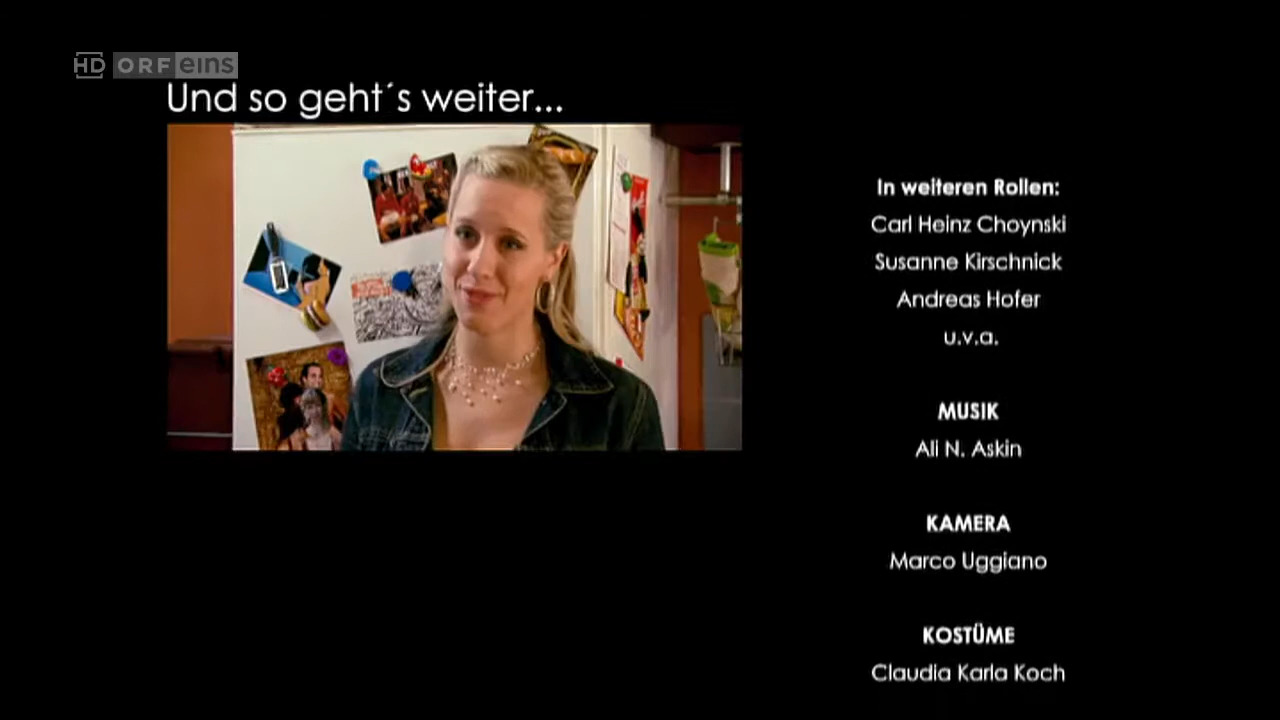 HD ORF eins
Und so geht´s weiter...
In weiteren Rollen:
Carl Heinz Choynski
Susanne Kirschnick
Andreas Hofer
u.v.a.
MUSIK
Ali N. Askin
KAMERA
Marco Uggiano
KOSTÜME
Claudia Karla Koch